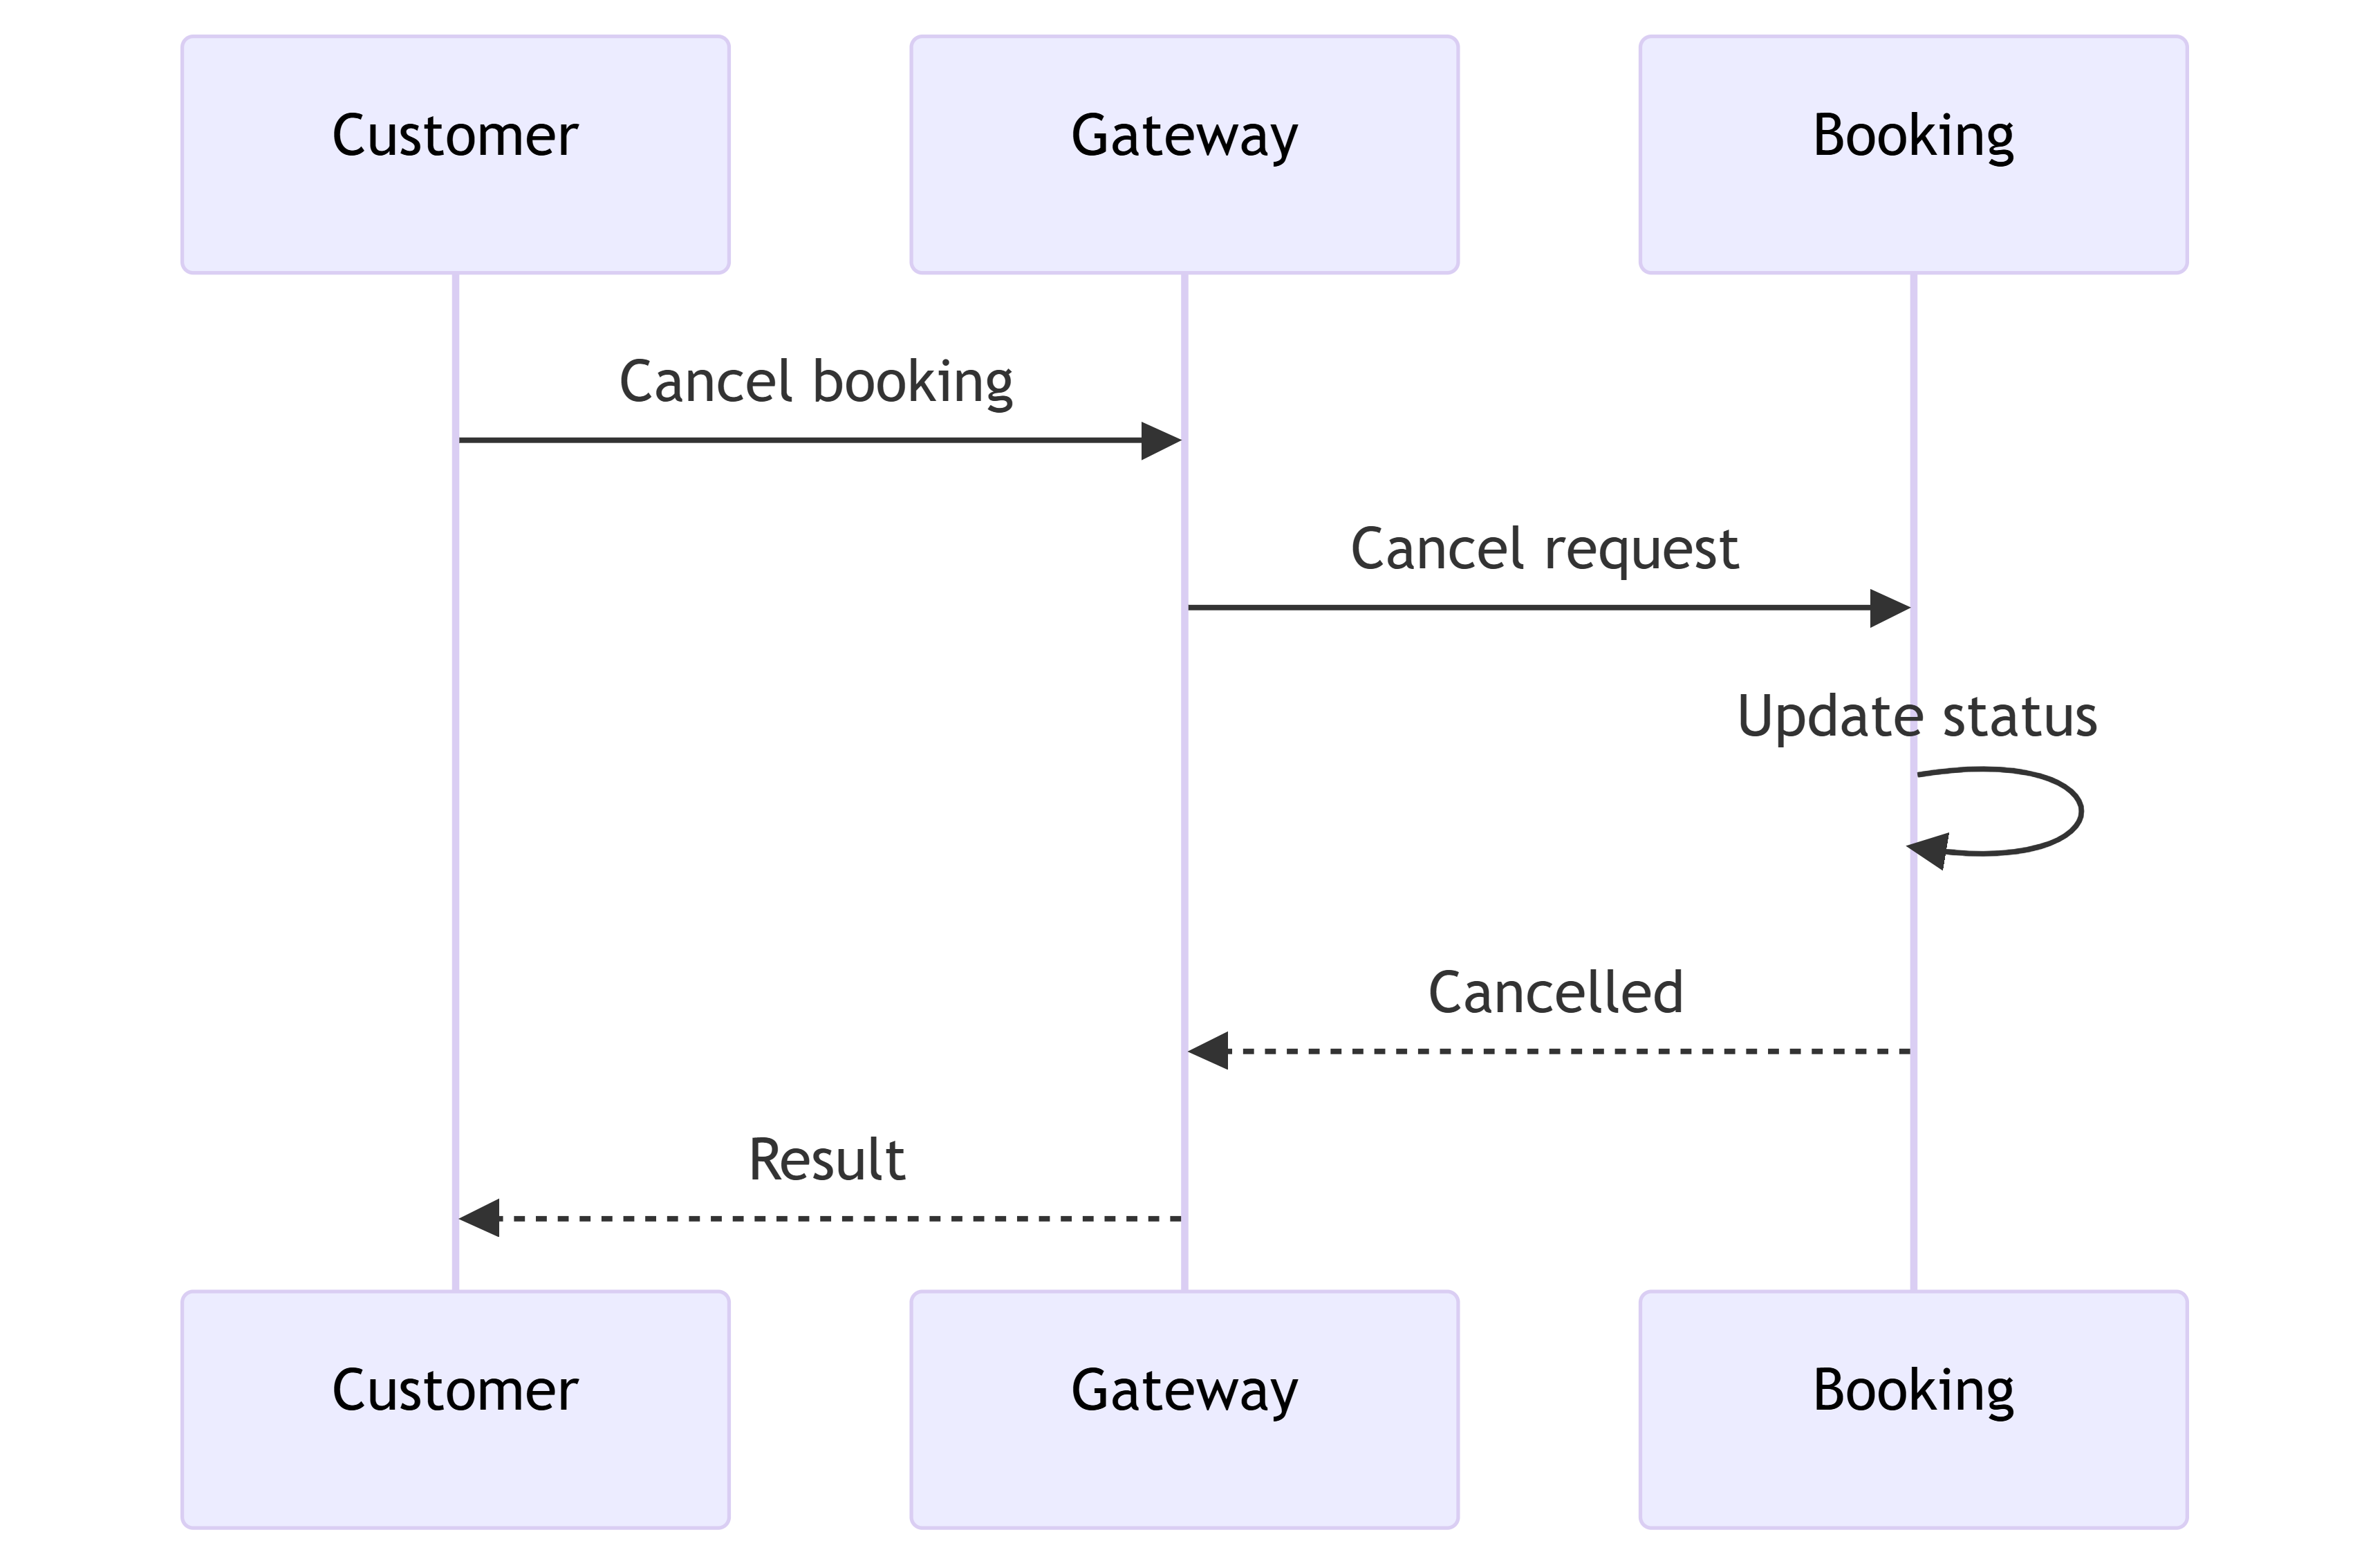 Customer
Gateway
Booking
Cancel booking
Cancel request
Update status
Cancelled
Result
Customer
Gateway
Booking